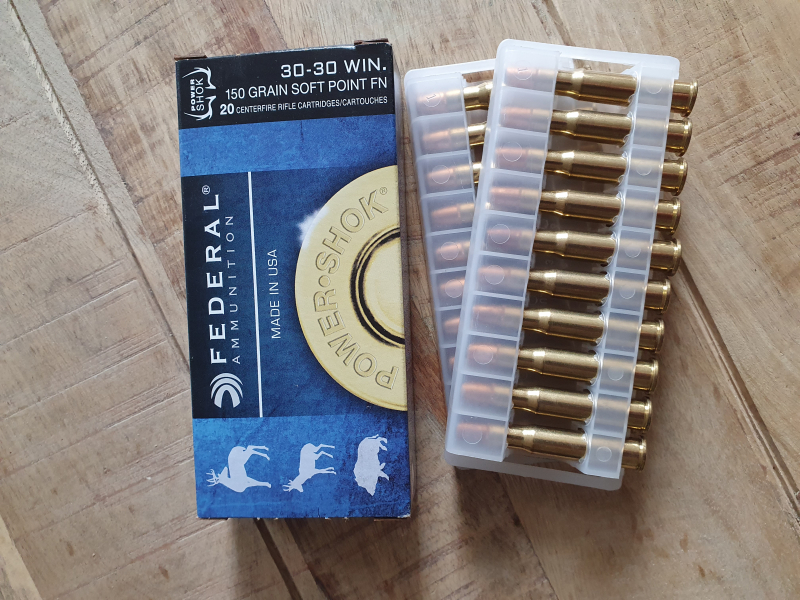 POWER
SHOK
30-30 WIN.
150 GRAIN SOFT POINT FN
20 CENTERFIRE RIFLE CARTRIDGES/CARTOUCHES
FEDERAL®
AMMUNITION
MADE IN USA
POWER•SHOK®